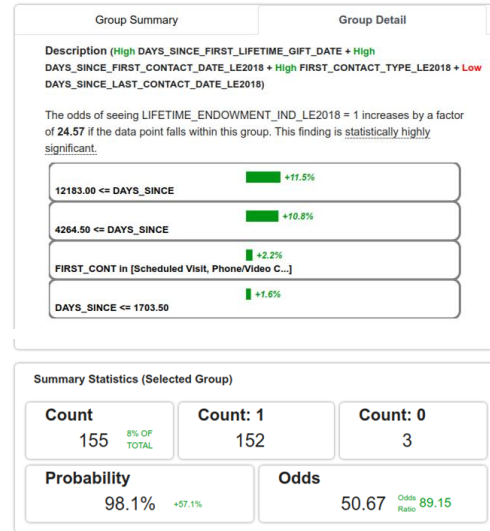 Group Summary
Group Detail
Description (High DAYS_SINCE_FIRST_LIFETIME_GIFT_DATE + High
DAYS_SINCE_FIRST_CONTACT_DATE_LE2018 + High FIRST_CONTACT_TYPE_LE2018 + Low
DAYS_SINCE_LAST_CONTACT_DATE_LE2018)
The odds of seeing LIFETIME_ENDOWMENT_IND_LE2018 = 1 increases by a factor
of 24.57 if the data point falls within this group. This finding is statistically highly
significant.
+11.5%
12183.00 <= DAYS_SINCE
+10.8%
4264.50 <= DAYS_SINCE
+2.2%
FIRST_CONT in [Scheduled Visit, Phone/Video C...]
+1.6%
DAYS_SINCE <= 1703.50
Summary Statistics (Selected Group)
Count
155 8% OF TOTAL
Count: 1
152
Count: 0
3
Probability
98.1% +57.1%
Odds
50.67 Odds Ratio 89.15